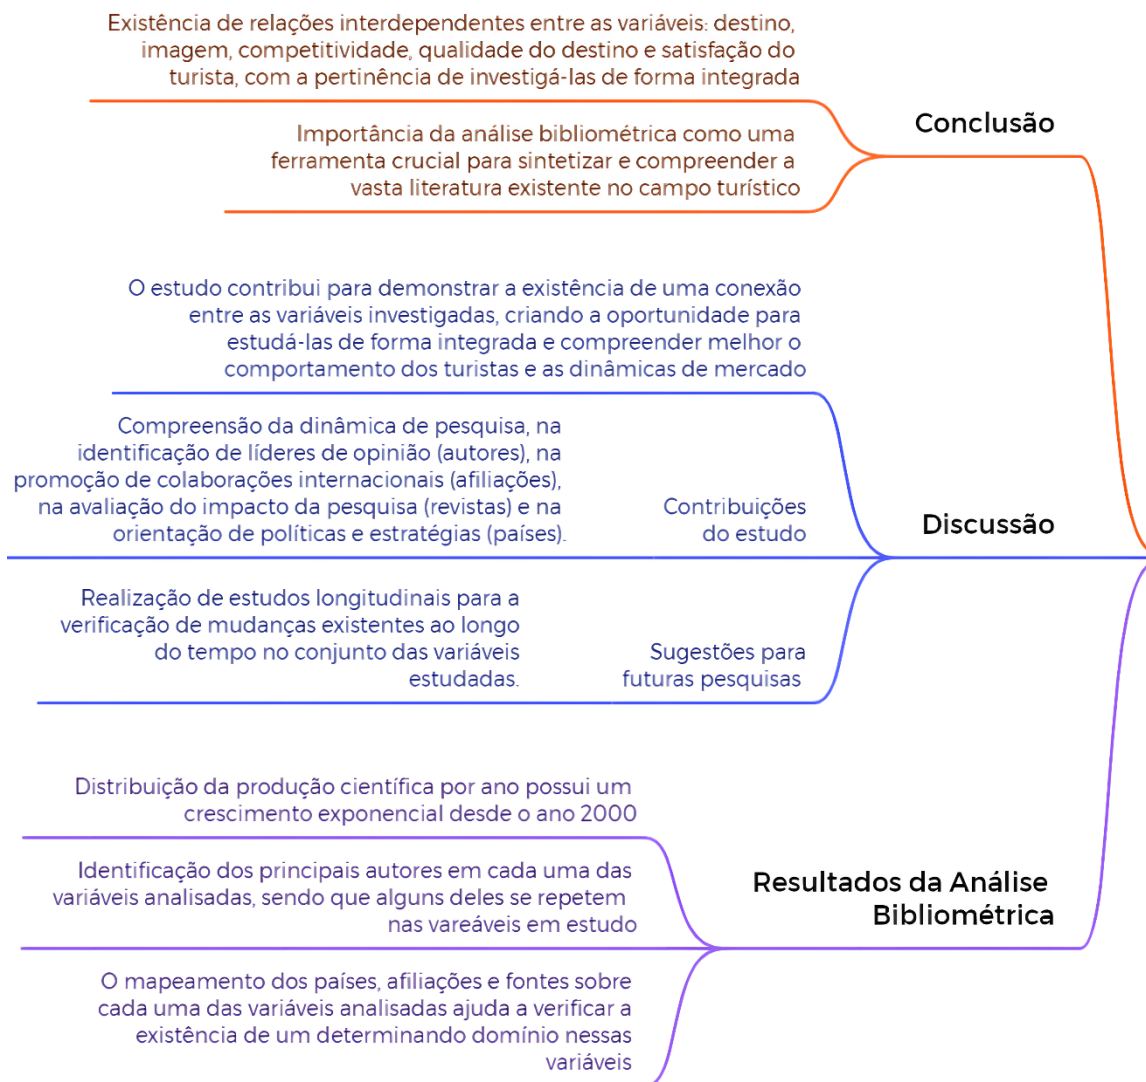 Existência de relações interdependentes entre as variáveis: destino,
imagem, competitividade, qualidade do destino e satisfação do
turista, com a pertinência de investigá-las de forma integrada
Conclusão
Importância da análise bibliométrica como uma
ferramenta crucial para sintetizar e compreender a
vasta literatura existente no campo turístico
O estudo contribui para demonstrar a existência de uma conexão
entre as variáveis investigadas, criando a oportunidade para
estudá-las de forma integrada e compreender melhor o
comportamento dos turistas e as dinâmicas de mercado
Compreensão da dinâmica de pesquisa, na
identificação de líderes de opinião (autores), na
promoção de colaborações internacionais (afiliações),
na avaliação do impacto da pesquisa (revistas) e na
orientação de políticas e estratégias (países).
Contribuições
do estudo
Discussão
Realização de estudos longitudinais para a
verificação de mudanças existentes ao longo
do tempo no conjunto das variáveis
estudadas.
Sugestões para
futuras pesquisas
Distribuição da produção científica por ano possui um
crescimento exponencial desde o ano 2000
Identificação dos principais autores em cada uma das
variáveis analisadas, sendo que alguns deles se repetem
nas vareáveis em estudo
Resultados da Análise
Bibliométrica
O mapeamento dos países, afiliações e fontes sobre
cada uma das variáveis analisadas ajuda a verificar a
existência de um determinando domínio nessas
variáveis